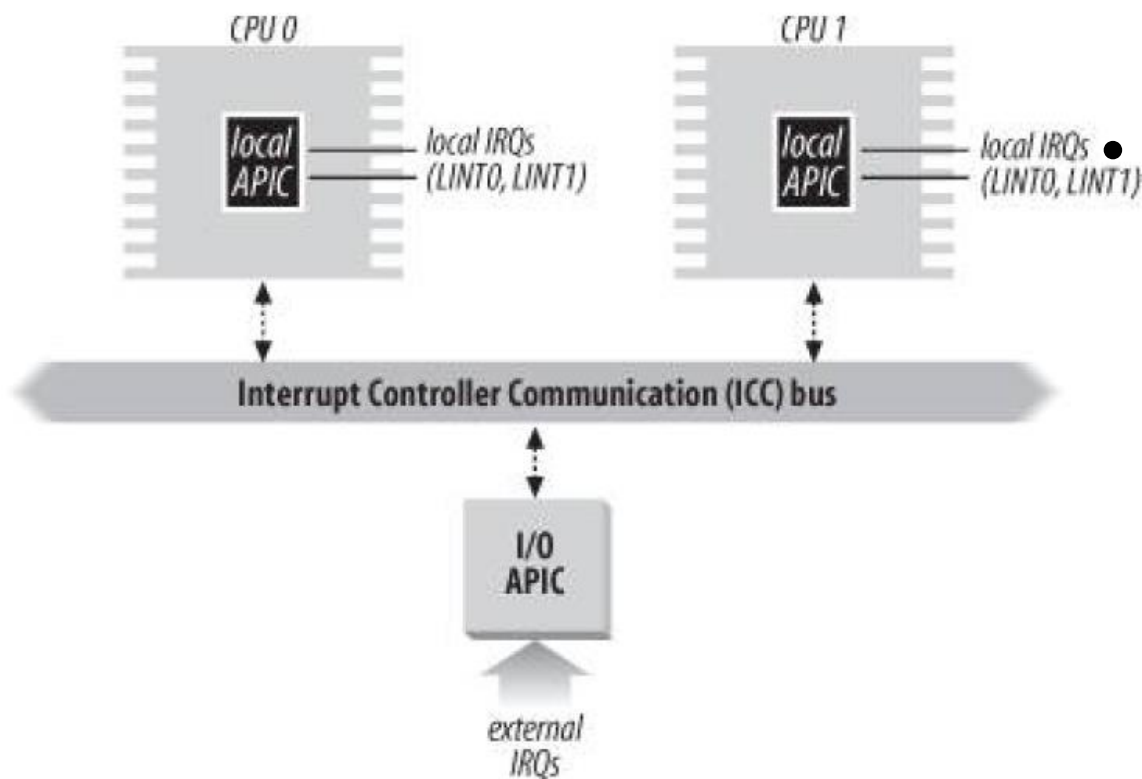 CPU 0
CPU 1
local
APIC
local IRQs
(LINT0, LINT1)
local
APIC
local IRQs ●
(LINT0, LINT1)
Interrupt Controller Communication (ICC) bus
I/O
APIC
external
IRQs